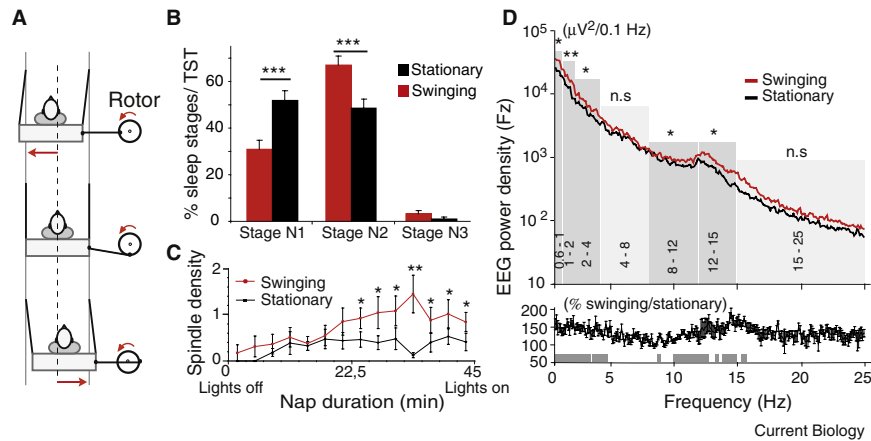 A
Rotor
B
% sleep stages/ TST
60
40
20
0
***
***
Stationary
Swinging
Stage N1
Stage N2
Stage N3
C
Spindle density
2
1
0
Swinging
Stationary
* * * ** * * *
Lights off
22,5
45
Lights on
Nap duration (min)
D
EEG power density (Fz)
10⁵
10⁴
10³
10²
10
(μV²/0.1 Hz)
*
**
*
n.s
*
*
n.s
Swinging
Stationary
0.6 - 1
1 - 2
2 - 4
4 - 8
8 - 12
12 - 15
15 - 25
(% swinging/stationary)
200
150
100
50
0
5
10
15
20
25
Frequency (Hz)
Current Biology